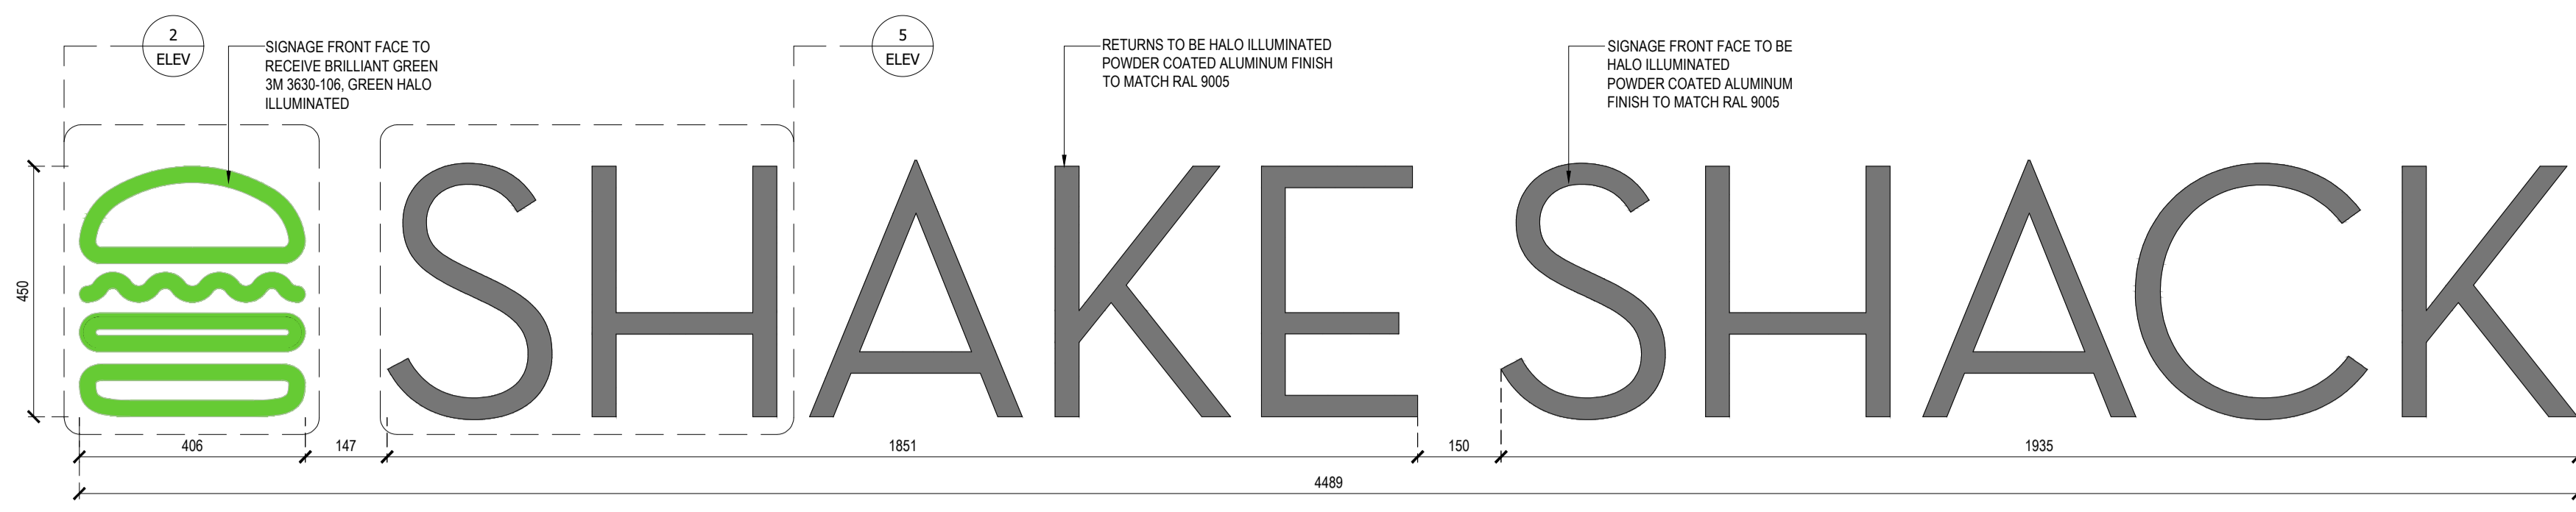 2
ELEV
SIGNAGE FRONT FACE TO
RECEIVE BRILLIANT GREEN
3M 3630-106, GREEN HALO
ILLUMINATED
5
ELEV
RETURNS TO BE HALO ILLUMINATED
POWDER COATED ALUMINUM FINISH
TO MATCH RAL 9005
SIGNAGE FRONT FACE TO BE
HALO ILLUMINATED
POWDER COATED ALUMINUM
FINISH TO MATCH RAL 9005
SHAKE SHACK
450
406
147
1851
150
1935
4489